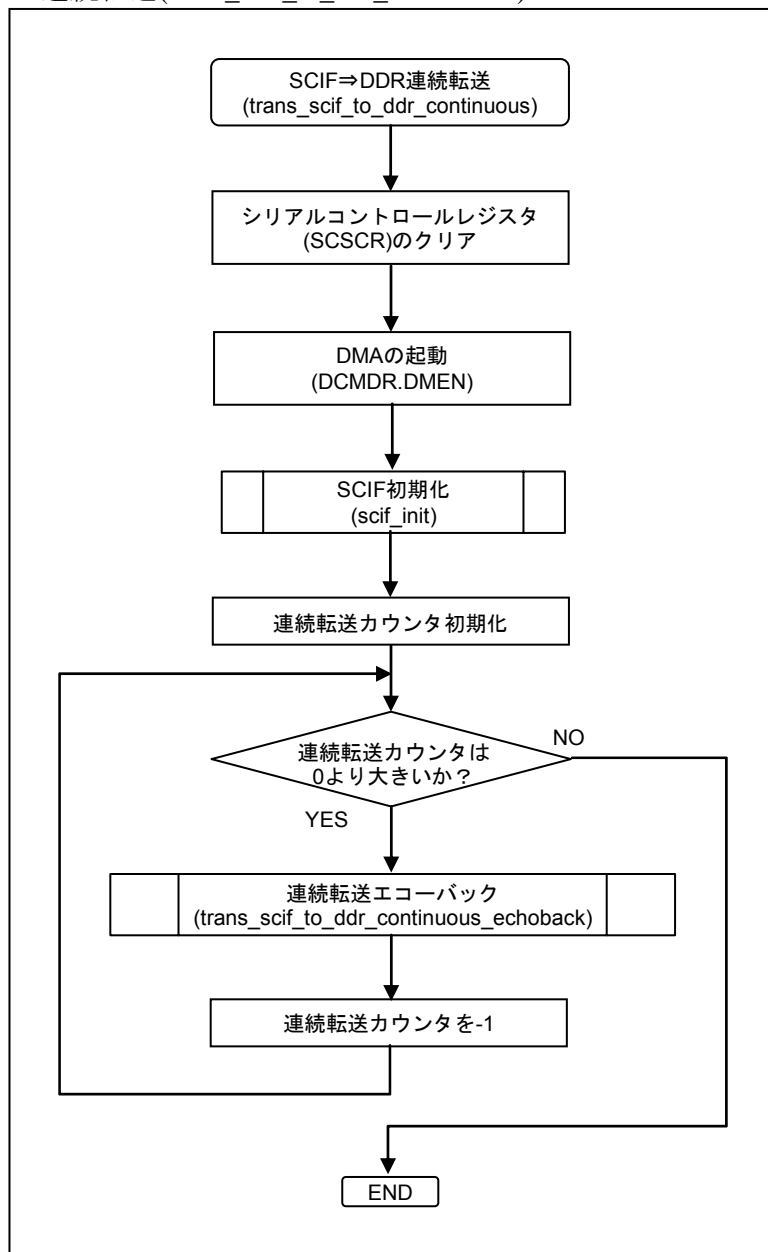 SCIF⇒DDR連続転送
(trans_scif_to_ddr_continuous)
シリアルコントロールレジスタ
(SCSCR)のクリア
DMAの起動
(DCMDR.DMEN)
SCIF初期化
(scif_init)
連続転送カウンタ初期化
連続転送カウンタは
0より大きいか？
NO
YES
連続転送エコーバック
(trans_scif_to_ddr_continuous_echoback)
連続転送カウンタを-1
END